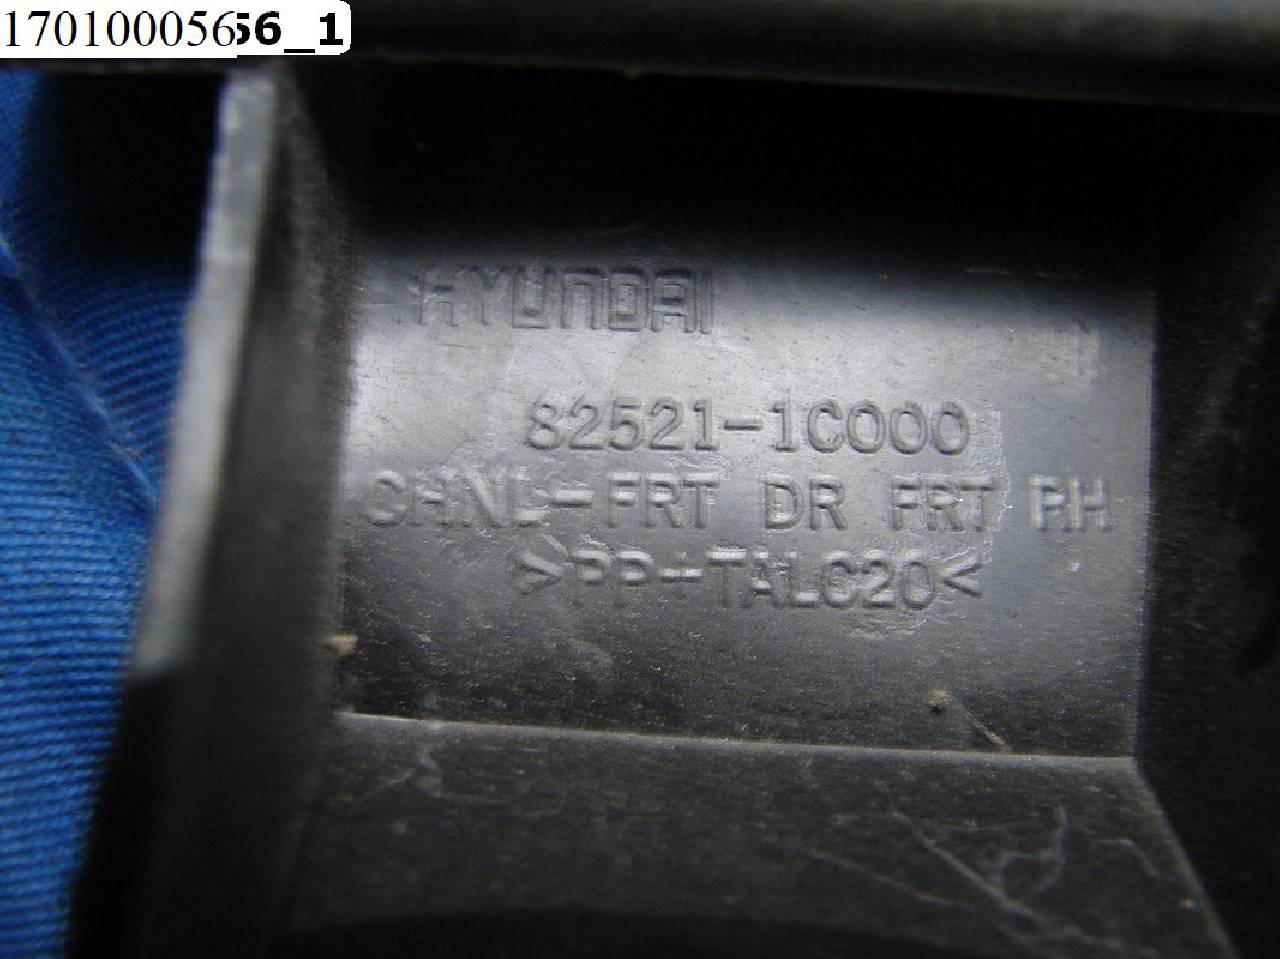 17010005656_1
HYUNDAI
82521-1C000
CHNL-FRT DR FRT RH
>PP+TALC20<